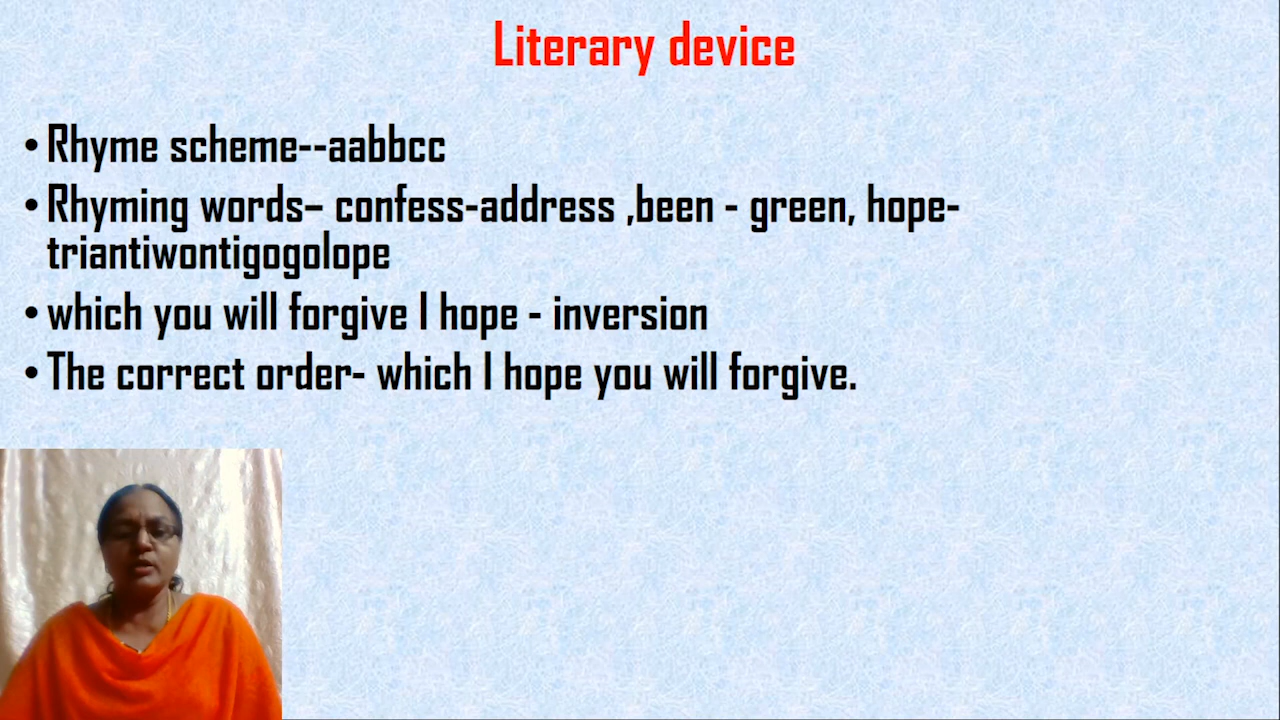 Literary device
• Rhyme scheme--aabbcc
• Rhyming words– confess-address ,been - green, hope-
triantiwontigogolope
• which you will forgive I hope - inversion
• The correct order- which I hope you will forgive.